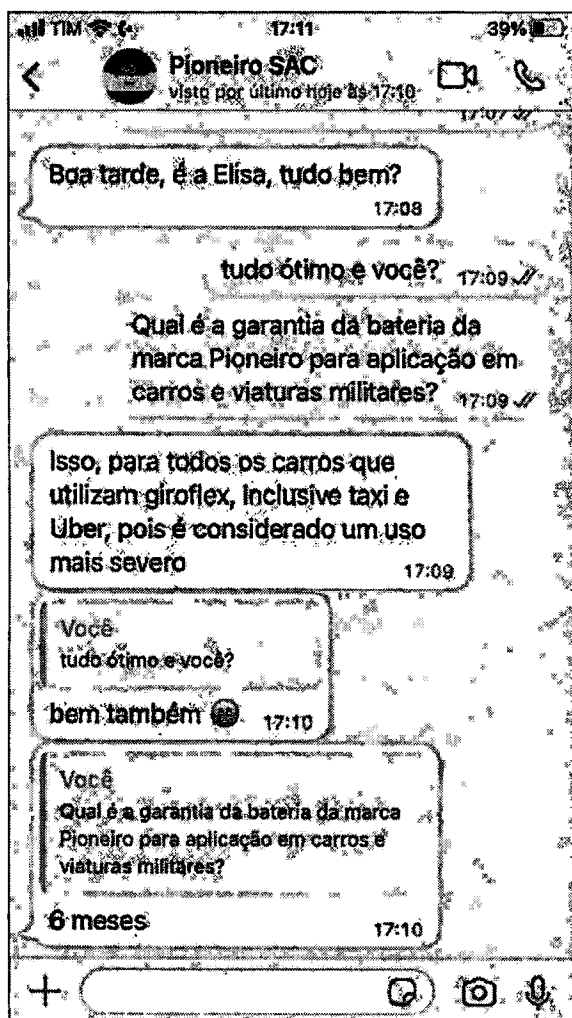 TIM 17:11 39%
Pioneiro SAC
visto por último hoje às 17:10
17:07
Boa tarde, é a Elisa, tudo bem?
17:08
tudo ótimo e você? 17:09
Qual é a garantia da bateria da
marca Pioneiro para aplicação em
carros e viaturas militares? 17:09
Isso, para todos os carros que
utilizam giroflex, inclusive taxi e
Uber, pois é considerado um uso
mais severo 17:09
Você
tudo ótimo e você?
bem também 17:10
Você
Qual é a garantia da bateria da marca
Pioneiro para aplicação em carros e
viaturas militares?
6 meses 17:10